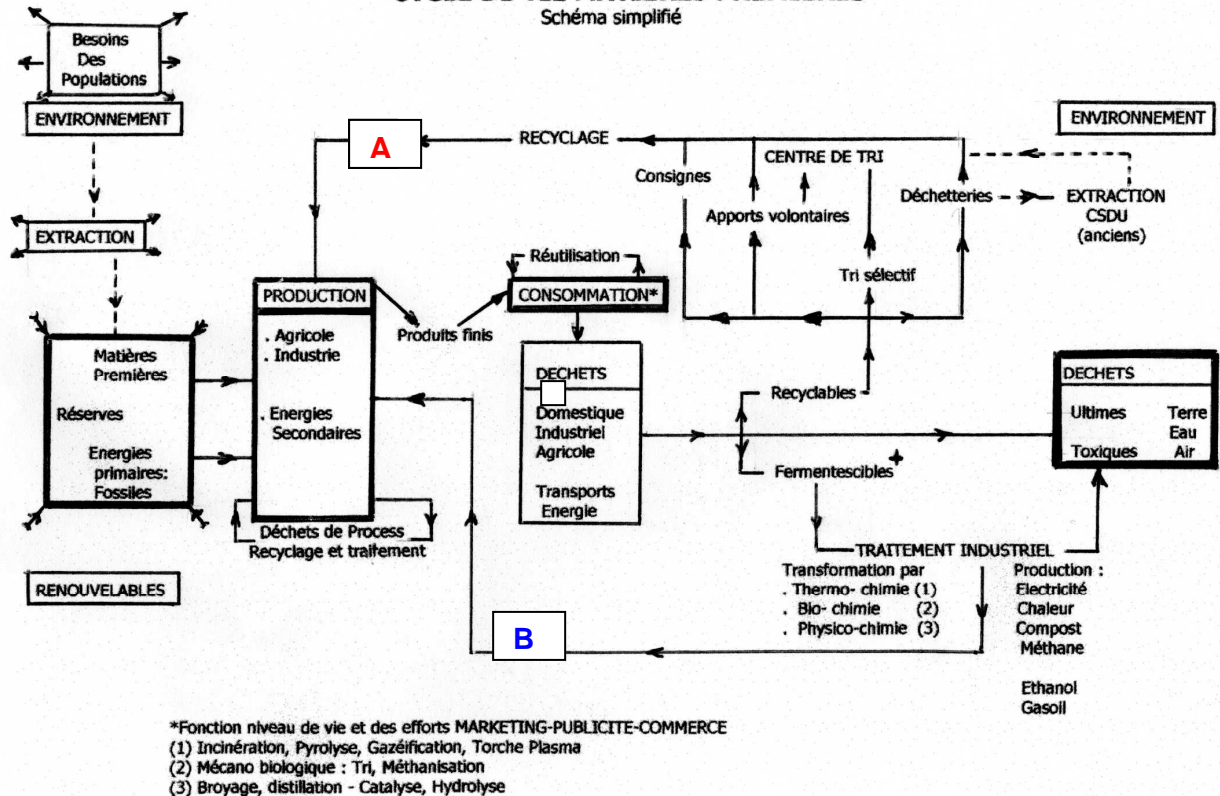 Schéma simplifié
Besoins
Des
Populations
ENVIRONNEMENT
EXTRACTION
Matières
Premières
Réserves
Energies
primaires:
Fossiles
RENOUVELABLES
A
RECYCLAGE
PRODUCTION
. Agricole
. Industrie
. Energies
Secondaires
Déchets de Process
Recyclage et traitement
Produits finis
Réutilisation
CONSOMMATION*
DECHETS
Domestique
Industriel
Agricole
Transports
Energie
Consignes
CENTRE DE TRI
Apports volontaires
Déchetteries
Tri sélectif
ENVIRONNEMENT
EXTRACTION
CSDU
(anciens)
Recyclables
Fermentescibles +
DECHETS
Ultimes Terre
Eau
Toxiques Air
TRAITEMENT INDUSTRIEL
Transformation par
. Thermo- chimie (1)
. Bio- chimie (2)
. Physico-chimie (3)
Production :
Electricité
Chaleur
Compost
Méthane
Ethanol
Gasoil
B
*Fonction niveau de vie et des efforts MARKETING-PUBLICITE-COMMERCE
(1) Incinération, Pyrolyse, Gazéification, Torche Plasma
(2) Mécano biologique : Tri, Méthanisation
(3) Broyage, distillation - Catalyse, Hydrolyse